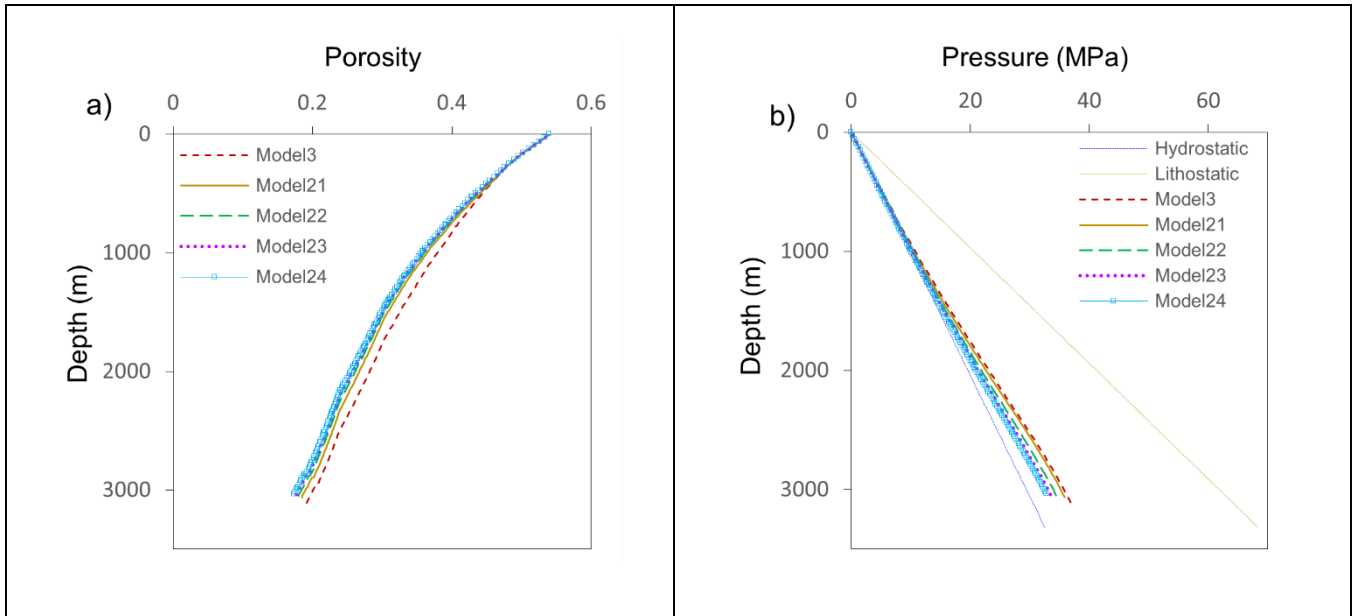 Porosity
a)
0 0.2 0.4 0.6
0
1000
2000
3000
Depth (m)
Model3
Model21
Model22
Model23
Model24
Pressure (MPa)
b)
0 20 40 60
0
1000
2000
3000
Depth (m)
Hydrostatic
Lithostatic
Model3
Model21
Model22
Model23
Model24